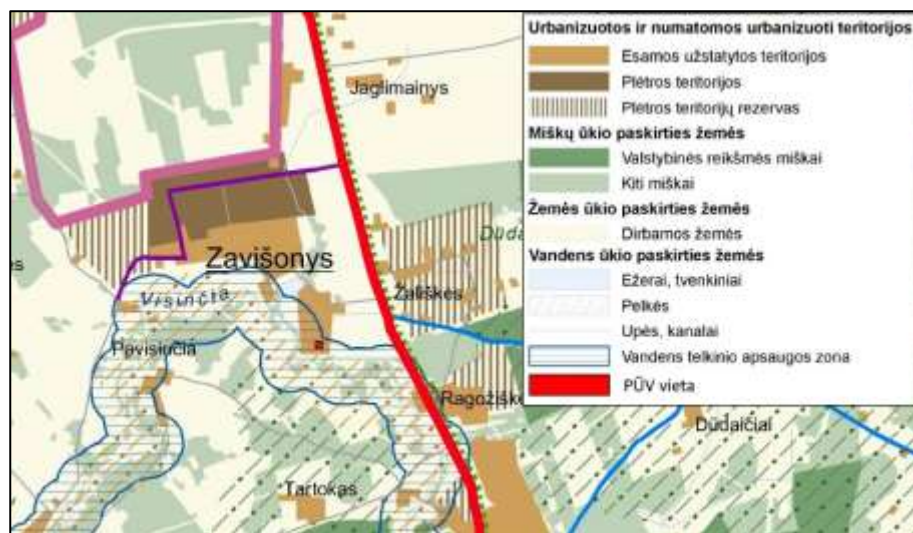 Urbanizuotos ir numatomos urbanizuoti teritorijos
Esamos užstatytos teritorijos
Plėtros teritorijos
Plėtros teritorijų rezervas
Miškų ūkio paskirties žemės
Valstybinės reikšmės miškai
Kiti miškai
Žemės ūkio paskirties žemės
Dirbamos žemės
Vandens ūkio paskirties žemės
Ežerai, tvenkiniai
Pelkės
Upės, kanalai
Vandens telkinio apsaugos zona
PŪV vieta
Jaglimainys
Zavišonys
Žališkės
Visinčia
Pavisinčia
Ragožiškė
Dūdaičiai
Tartokas